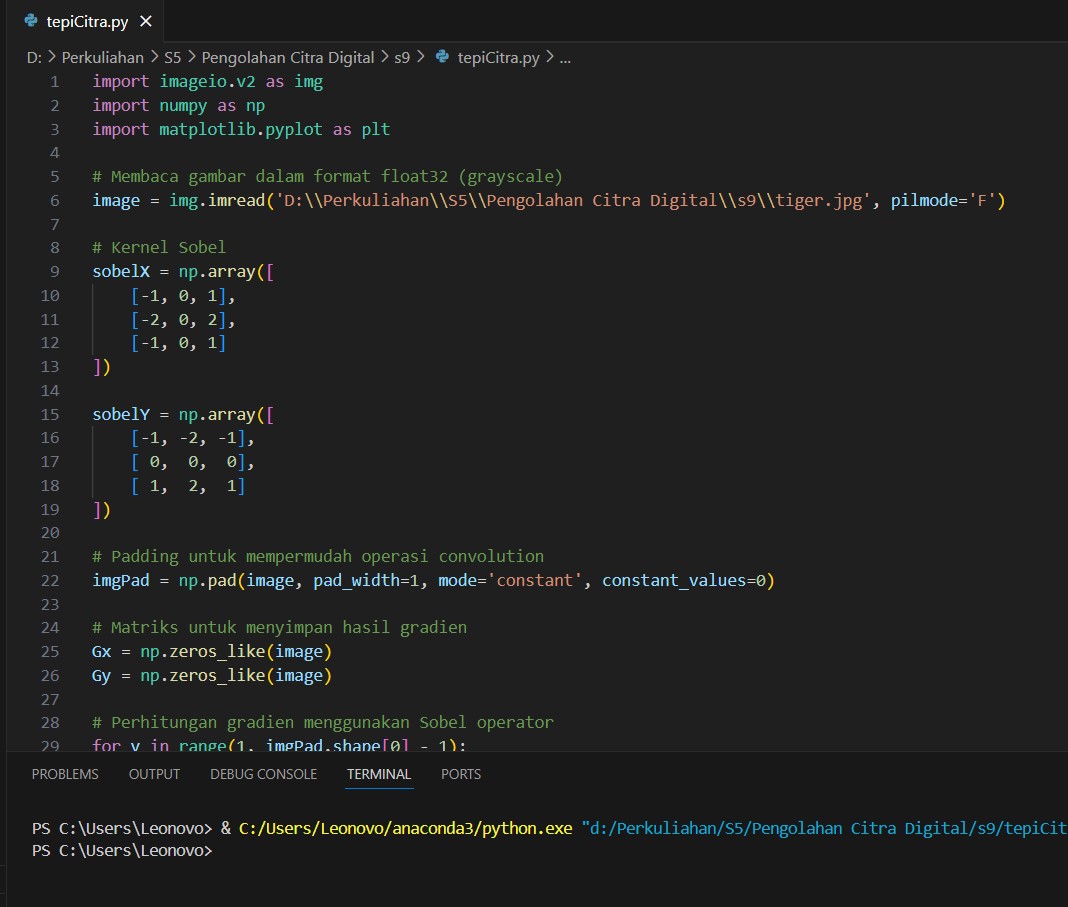 tepiCitra.py
D: > Perkuliahan > S5 > Pengolahan Citra Digital > s9 > tepiCitra.py > ...
1 import imageio.v2 as img
2 import numpy as np
3 import matplotlib.pyplot as plt
4
5 # Membaca gambar dalam format float32 (grayscale)
6 image = img.imread('D:\\Perkuliahan\\S5\\Pengolahan Citra Digital\\s9\\tiger.jpg', pilmode='F')
7
8 # Kernel Sobel
9 sobelX = np.array([
10     [-1, 0, 1],
11     [-2, 0, 2],
12     [-1, 0, 1]
13 ])
14
15 sobelY = np.array([
16     [-1, -2, -1],
17     [ 0,  0,  0],
18     [ 1,  2,  1]
19 ])
20
21 # Padding untuk mempermudah operasi convolution
22 imgPad = np.pad(image, pad_width=1, mode='constant', constant_values=0)
23
24 # Matriks untuk menyimpan hasil gradien
25 Gx = np.zeros_like(image)
26 Gy = np.zeros_like(image)
27
28 # Perhitungan gradien menggunakan Sobel operator
29 for y in range(1, imgPad.shape[0] - 1):
PROBLEMS OUTPUT DEBUG CONSOLE TERMINAL PORTS
PS C:\Users\Leonovo> & C:/Users/Leonovo/anaconda3/python.exe "d:/Perkuliahan/S5/Pengolahan Citra Digital/s9/tepiCit
PS C:\Users\Leonovo>